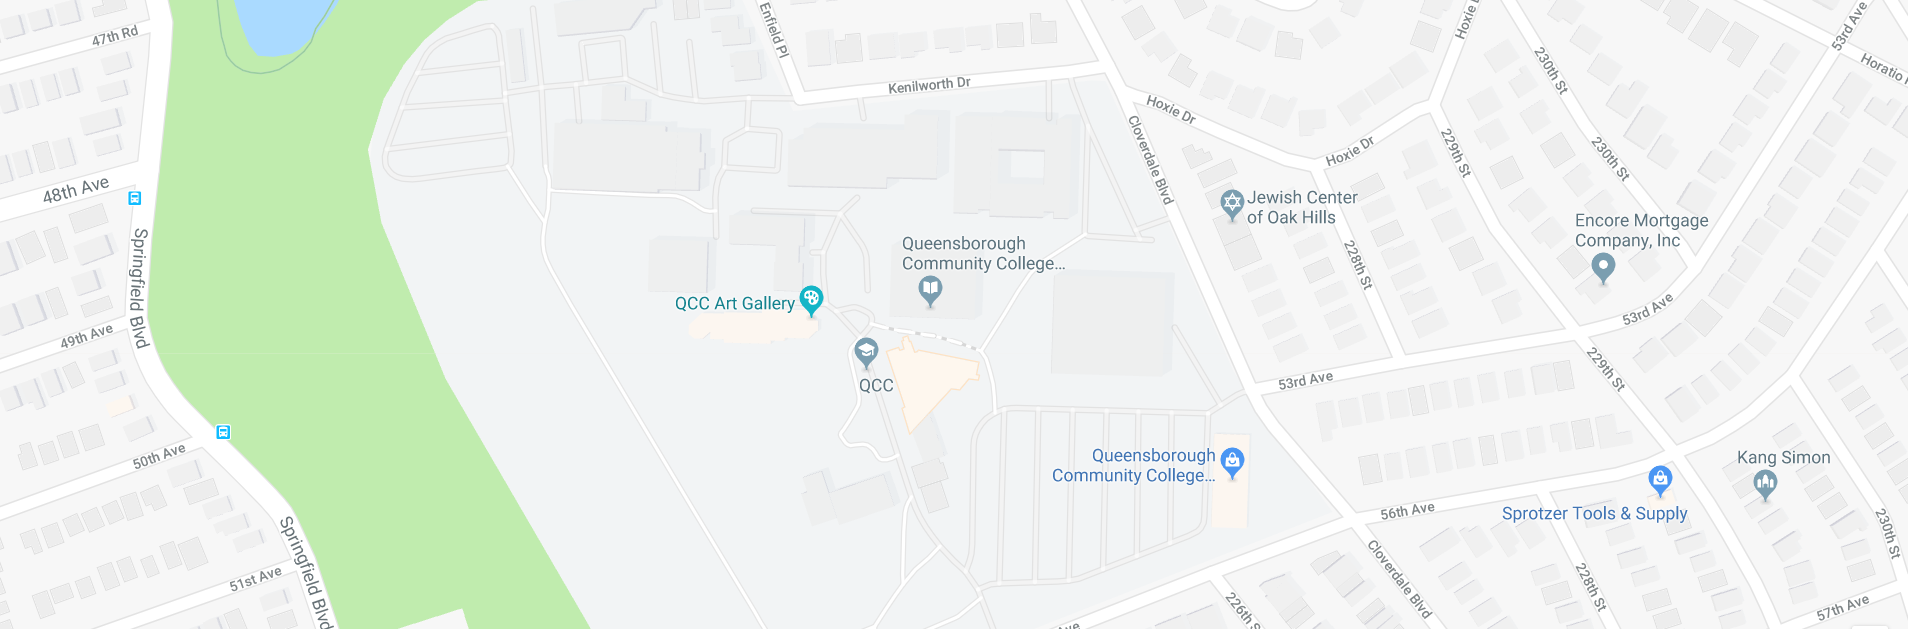 47th Rd
Enfield Pl
Kenilworth Dr
Hoxie Dr
Cloverdale Blvd
Hoxie Dr
230th St
53rd Ave
Horatio
229th St
230th St
48th Ave
Jewish Center
of Oak Hills
Encore Mortgage
Company, Inc
228th St
Springfield Blvd
Queensborough
Community College...
QCC Art Gallery
53rd Ave
49th Ave
QCC
53rd Ave
229th St
50th Ave
Queensborough
Community College...
Kang Simon
56th Ave
Sprotzer Tools & Supply
230th St
Springfield Blvd
51st Ave
Cloverdale Blvd
228th St
57th Ave